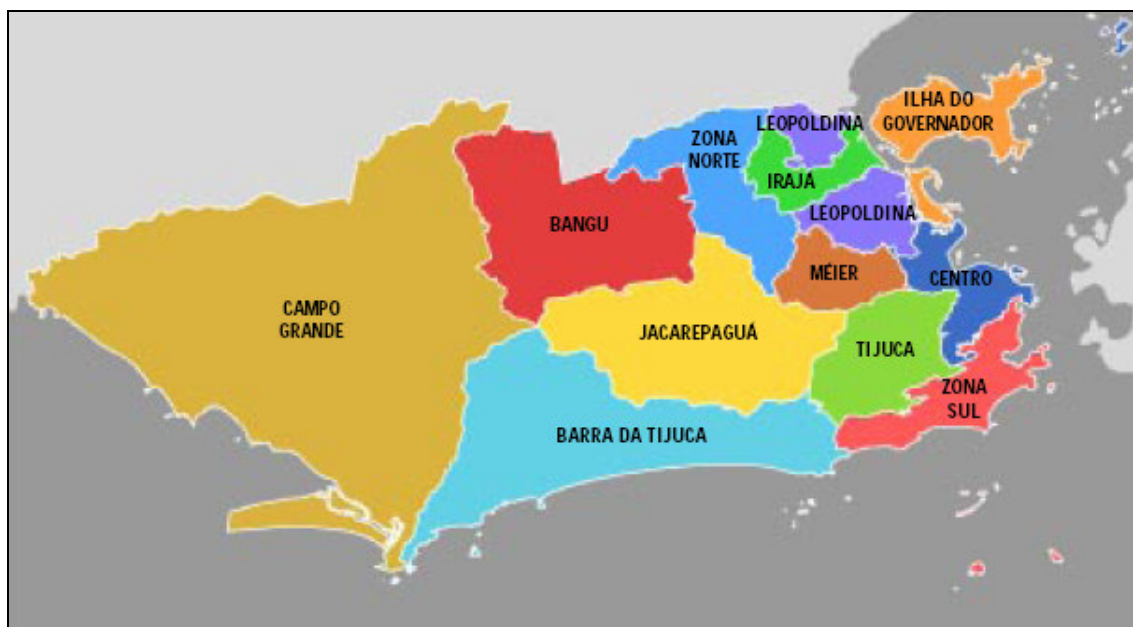 ILHA DO
GOVERNADOR
LEOPOLDINA
ZONA
NORTE
IRAJA
LEOPOLDINA
BANGU
MÉIER
CENTRO
CAMPO
GRANDE
JACAREPAGUÁ
TIJUCA
ZONA
SUL
BARRA DA TIJUCA